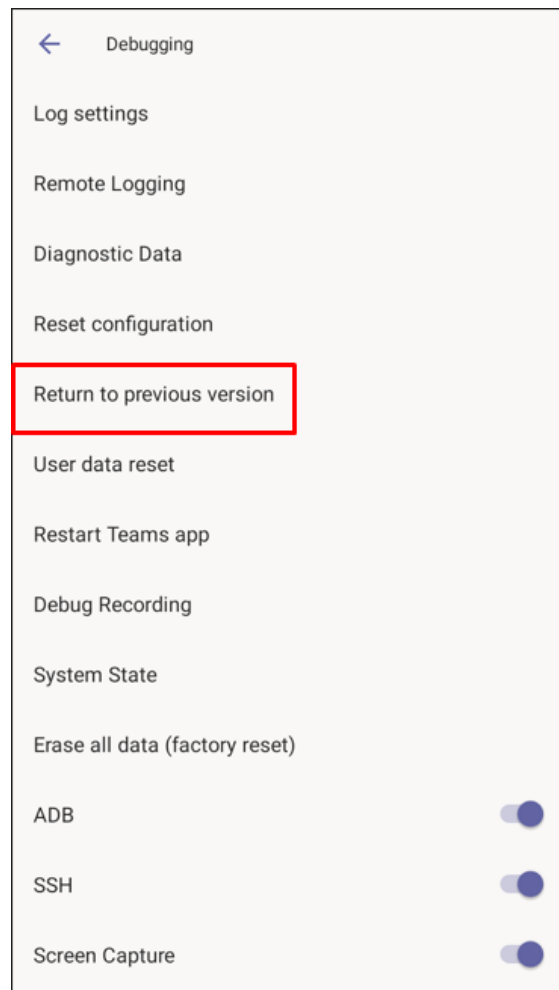 Debugging
Log settings
Remote Logging
Diagnostic Data
Reset configuration
Return to previous version
User data reset
Restart Teams app
Debug Recording
System State
Erase all data (factory reset)
ADB
SSH
Screen Capture